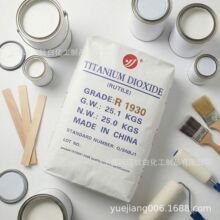 TITANIUM DIOXIDE
(RUTILE)
GRADE: R 1930
G.W.: 25.1 KGS
N.W.: 25.0 KGS
MADE IN CHINA
yuejiang006.1688.com